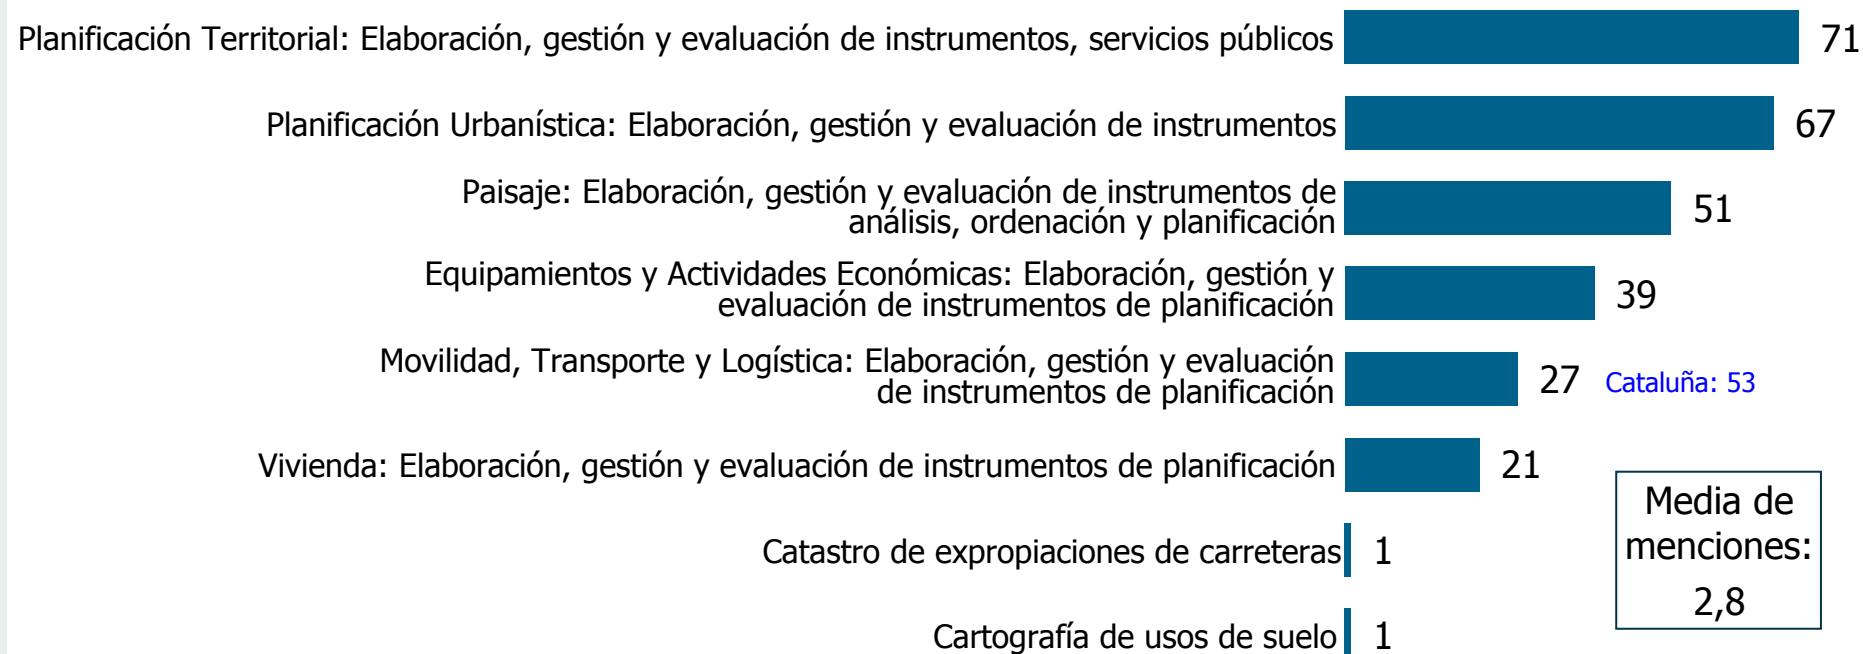 Planificación Territorial: Elaboración, gestión y evaluación de instrumentos, servicios públicos 71
Planificación Urbanística: Elaboración, gestión y evaluación de instrumentos 67
Paisaje: Elaboración, gestión y evaluación de instrumentos de
análisis, ordenación y planificación 51
Equipamientos y Actividades Económicas: Elaboración, gestión y
evaluación de instrumentos de planificación 39
Movilidad, Transporte y Logística: Elaboración, gestión y evaluación
de instrumentos de planificación 27 Cataluña: 53
Vivienda: Elaboración, gestión y evaluación de instrumentos de planificación 21
Catastro de expropiaciones de carreteras 1
Cartografía de usos de suelo 1
Media de
menciones:
2,8